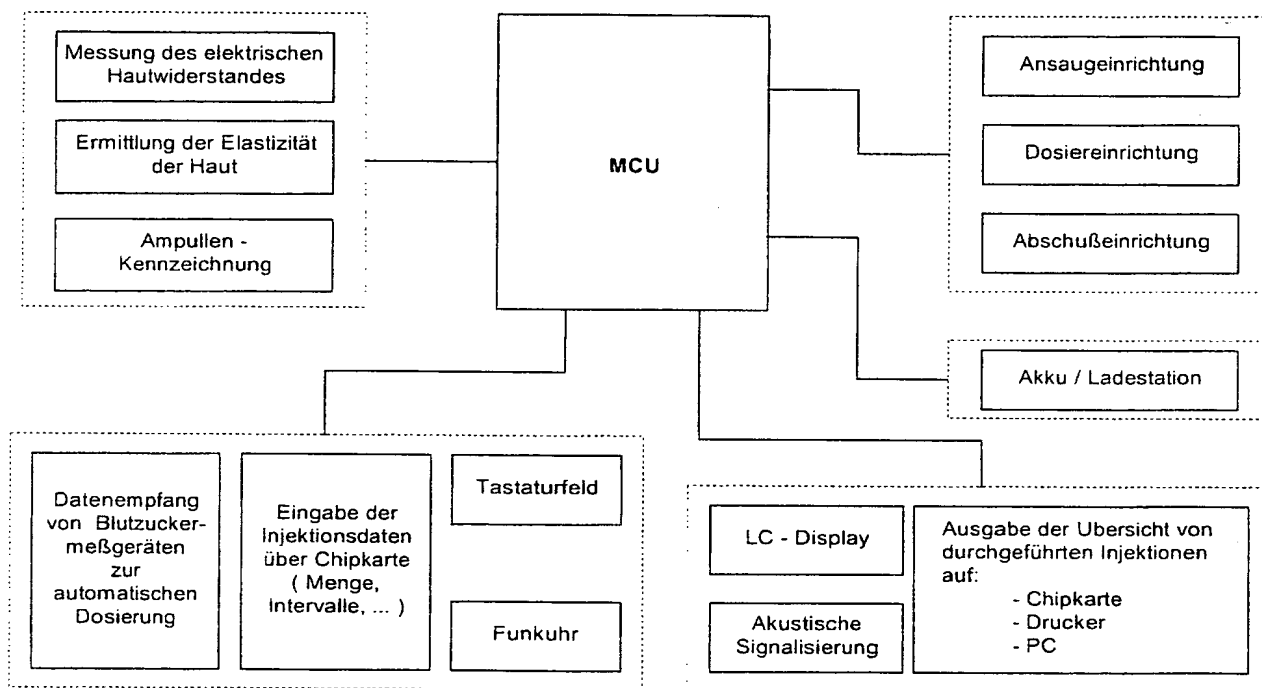 Messung des elektrischen
Hautwiderstandes
Ermittlung der Elastizität
der Haut
Ampullen -
Kennzeichnung
MCU
Ansaugeinrichtung
Dosiereinrichtung
Abschußeinrichtung
Akku / Ladestation
Datenempfang
von Blutzucker-
meßgeräten
zur
automatischen
Dosierung
Eingabe der
Injektionsdaten
über Chipkarte
( Menge,
Intervalle, ... )
Tastaturfeld
Funkuhr
LC - Display
Akustische
Signalisierung
Ausgabe der Ubersicht von
durchgeführten Injektionen
auf:
- Chipkarte
- Drucker
- PC